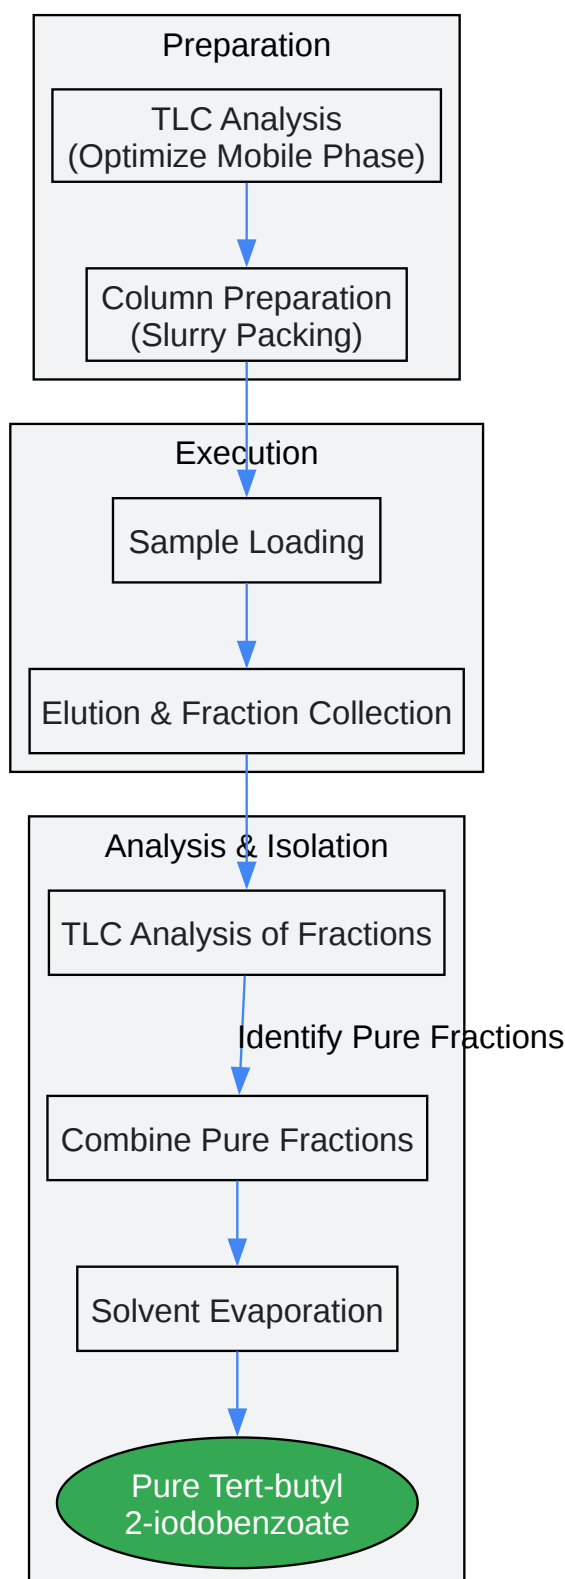 Preparation
TLC Analysis
(Optimize Mobile Phase)
Column Preparation
(Slurry Packing)
Execution
Sample Loading
Elution & Fraction Collection
Analysis & Isolation
TLC Analysis of Fractions
Identify Pure Fractions
Combine Pure Fractions
Solvent Evaporation
Pure Tert-butyl
2-iodobenzoate